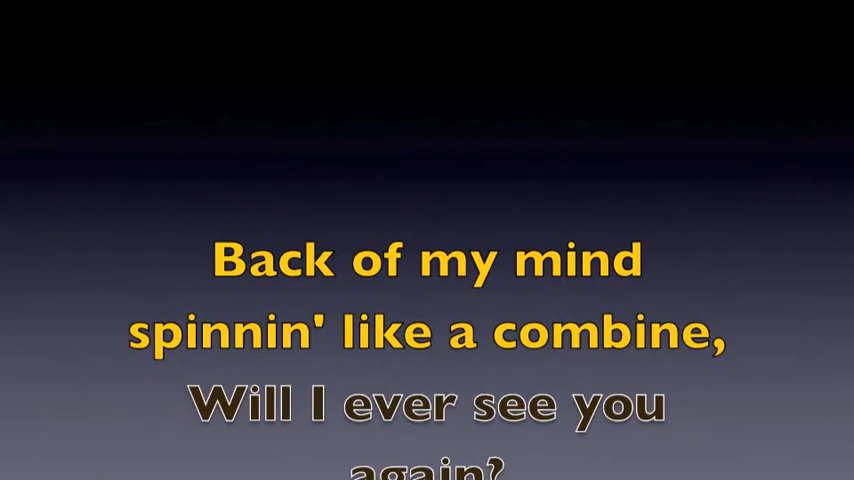 Back of my mind
spinnin' like a combine,
Will I ever see you
again?